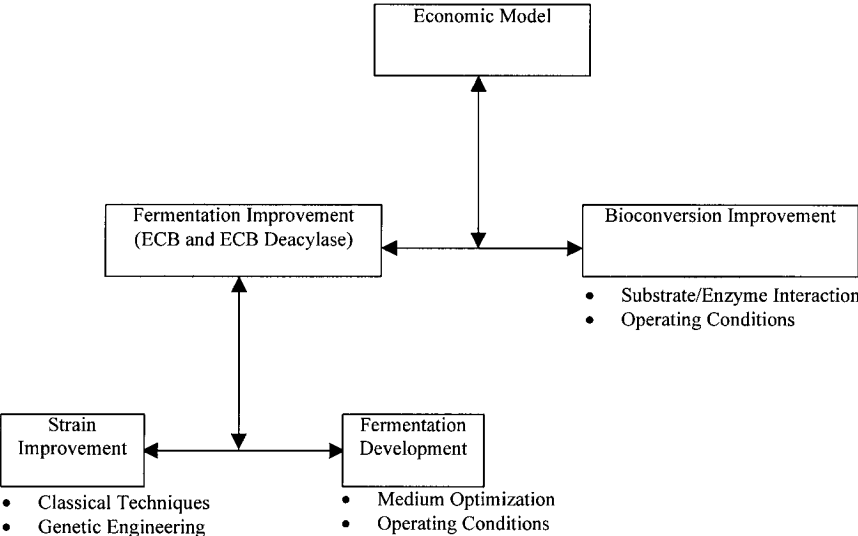 Economic Model
Fermentation Improvement
(ECB and ECB Deacylase)
Bioconversion Improvement
• Substrate/Enzyme Interaction
• Operating Conditions
Strain
Improvement
• Classical Techniques
• Genetic Engineering
Fermentation
Development
• Medium Optimization
• Operating Conditions